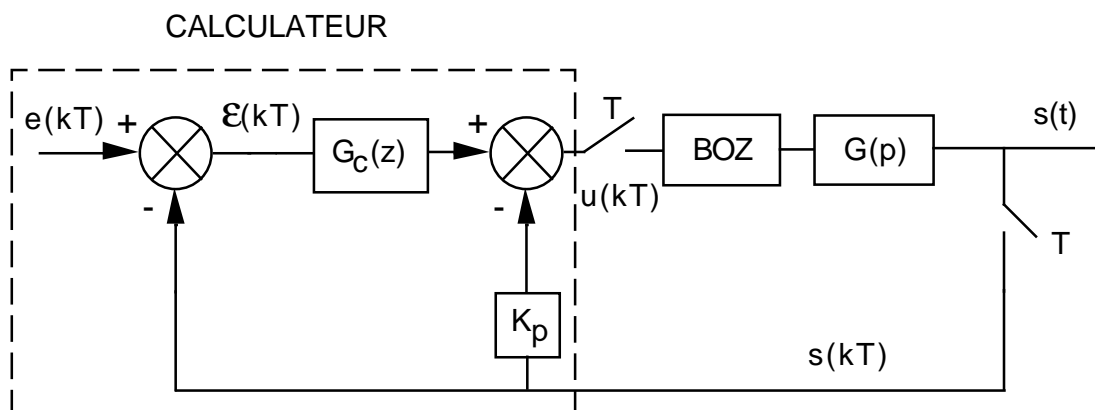 CALCULATEUR
e(kT) + ε(kT) + T s(t)
G_c(z) BOZ G(p)
- - u(kT) T
K_p s(kT)